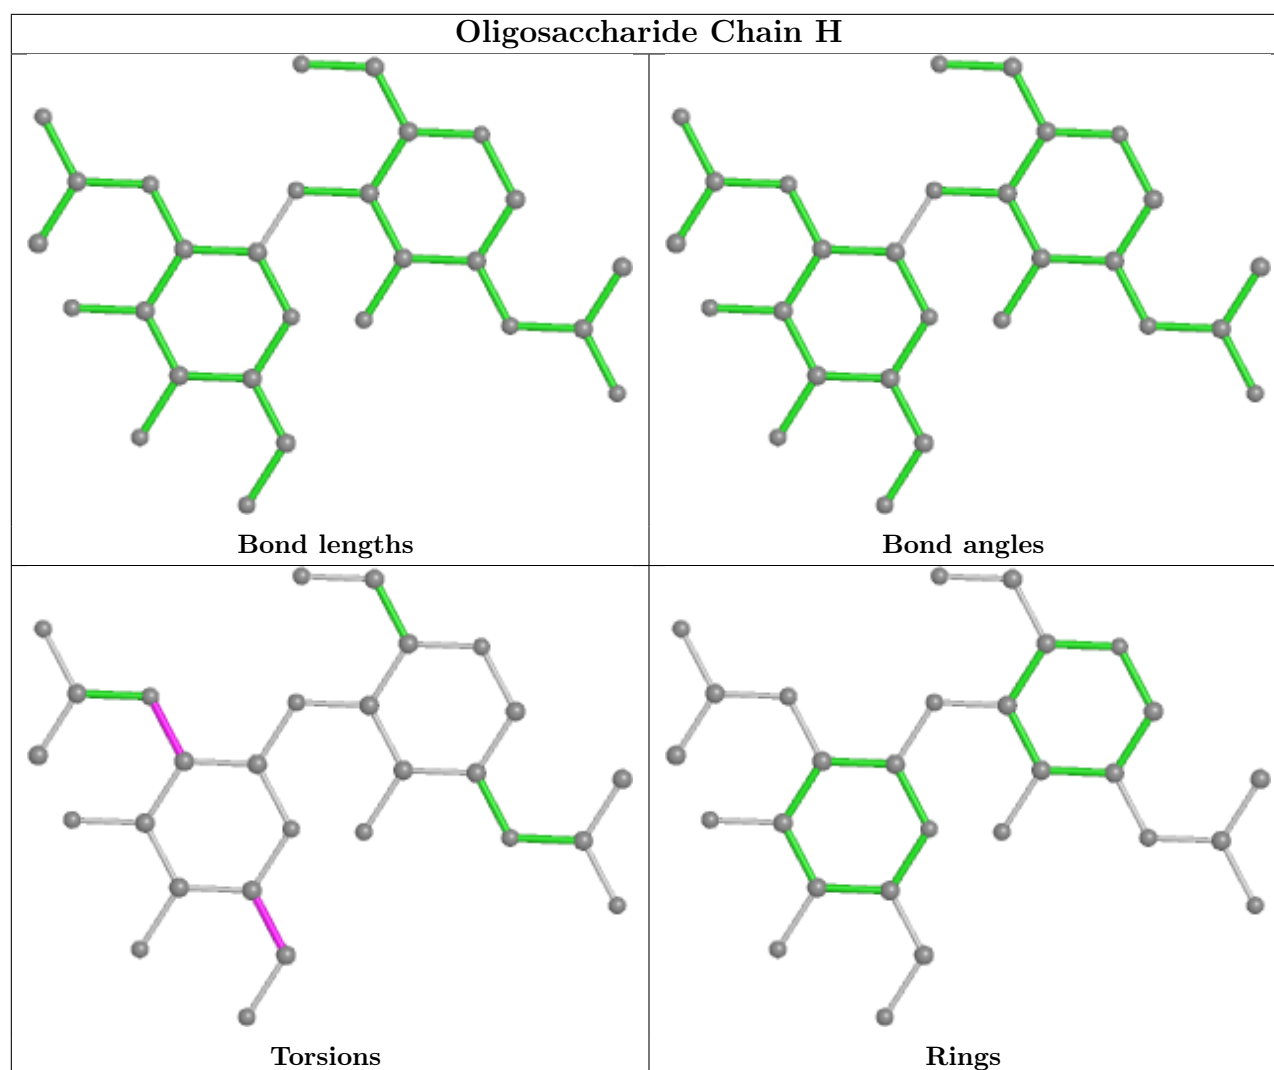 Oligosaccharide Chain H
Bond lengths
Bond angles
Torsions
Rings